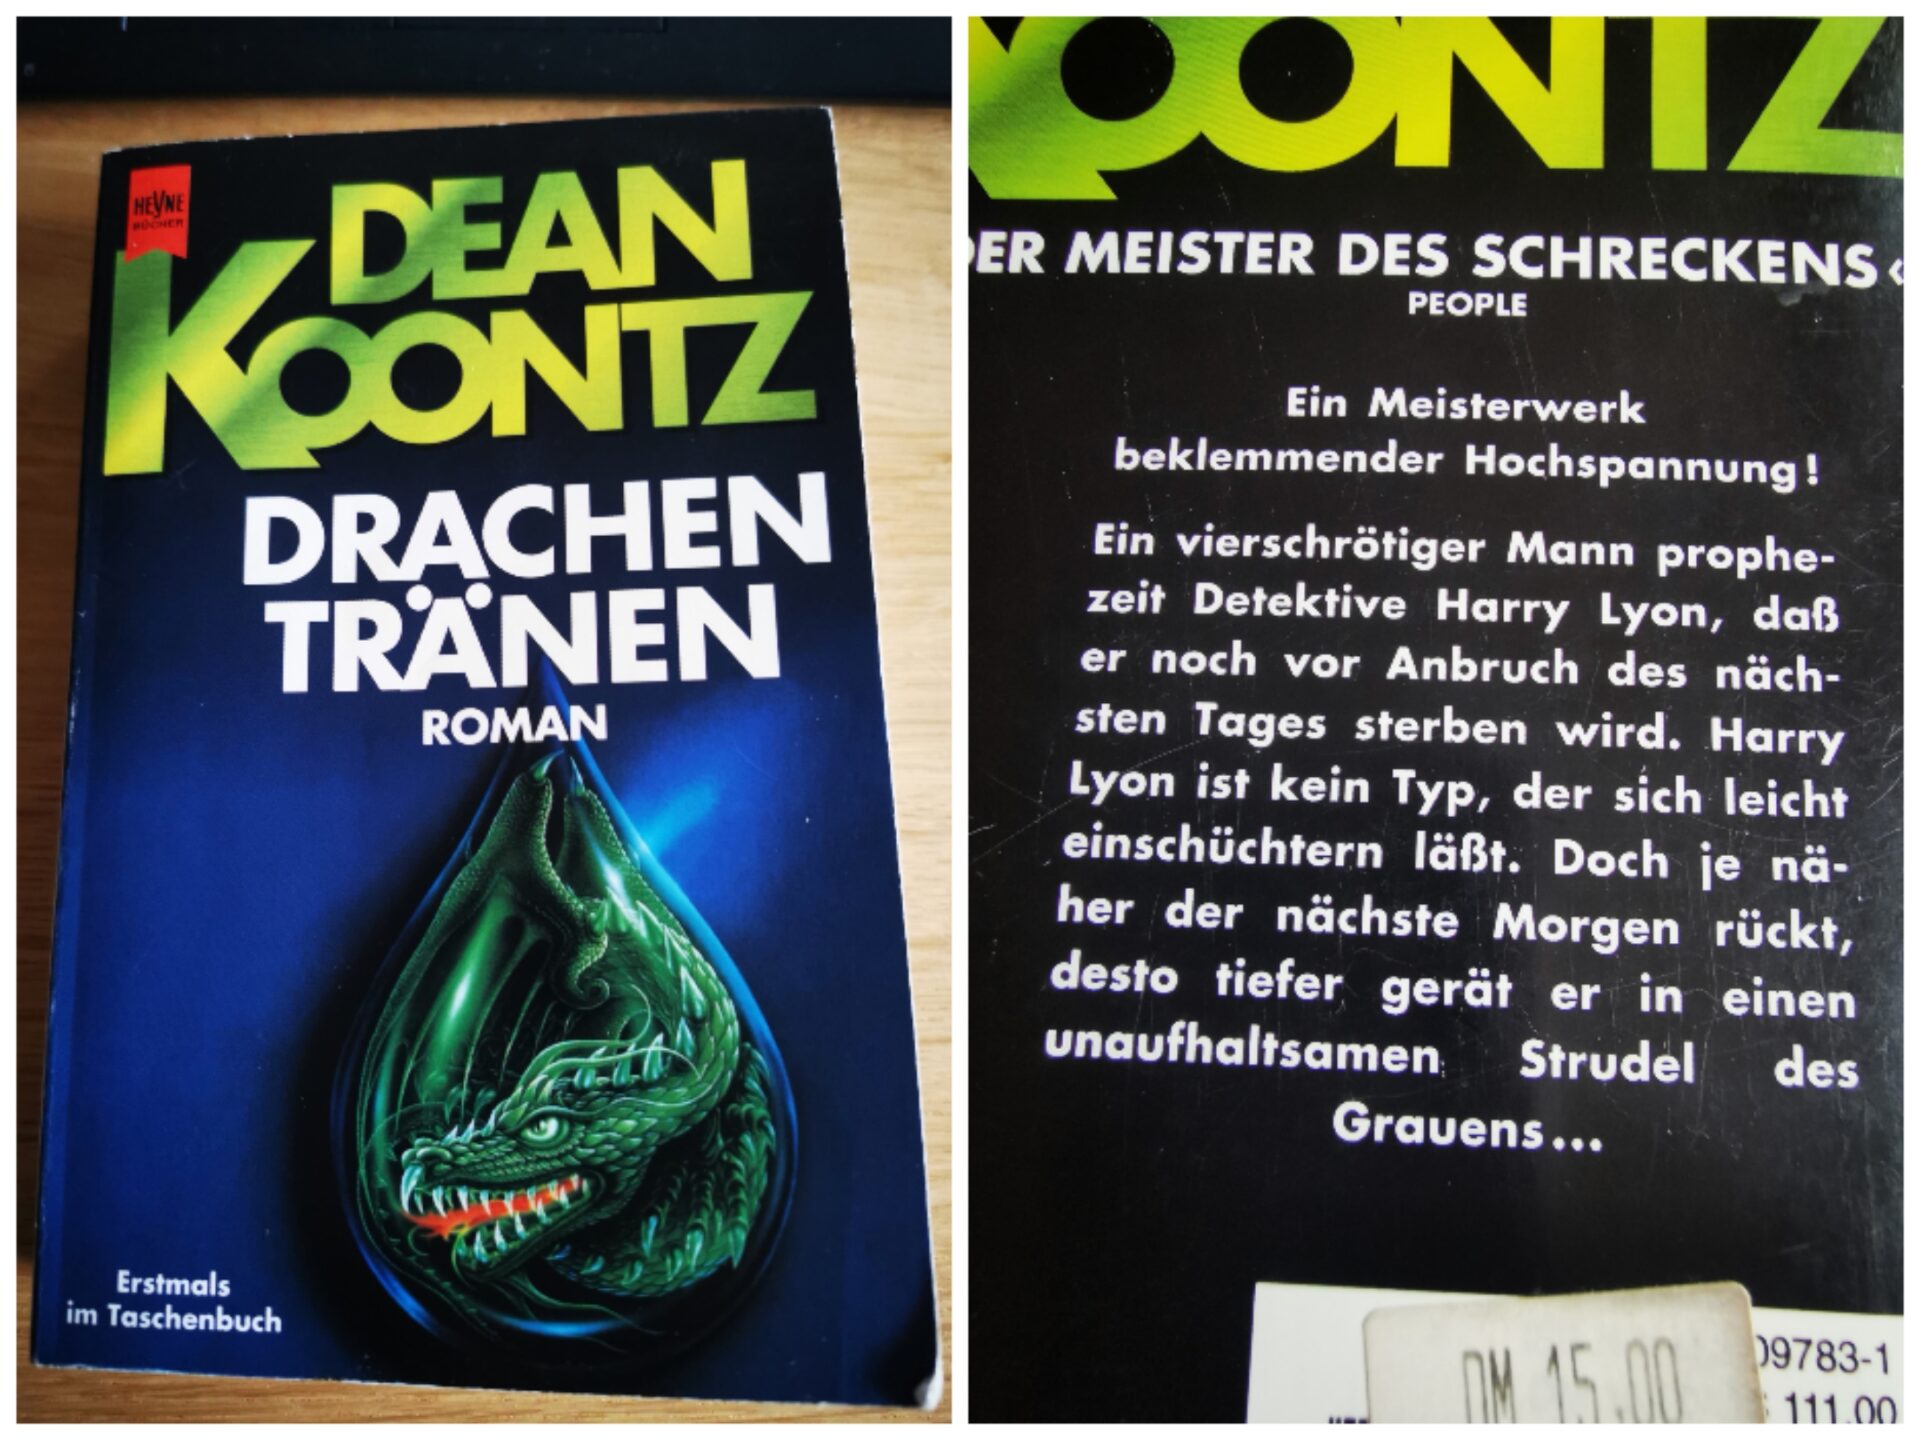 HEYNE
BÜCHER
DEAN
KOONTZ
DRACHEN
TRÄNEN
ROMAN
Erstmals
im Taschenbuch
KOONTZ
DER MEISTER DES SCHRECKENS«
PEOPLE
Ein Meisterwerk
beklemmender Hochspannung!
Ein vierschrötiger Mann prophe-
zeit Detektive Harry Lyon, daß
er noch vor Anbruch des näch-
sten Tages sterben wird. Harry
Lyon ist kein Typ, der sich leicht
einschüchtern läßt. Doch je nä-
her der nächste Morgen rückt,
desto tiefer gerät er in einen
unaufhaltsamen Strudel des
Grauens...
09783-1
DM 15.00
111.00